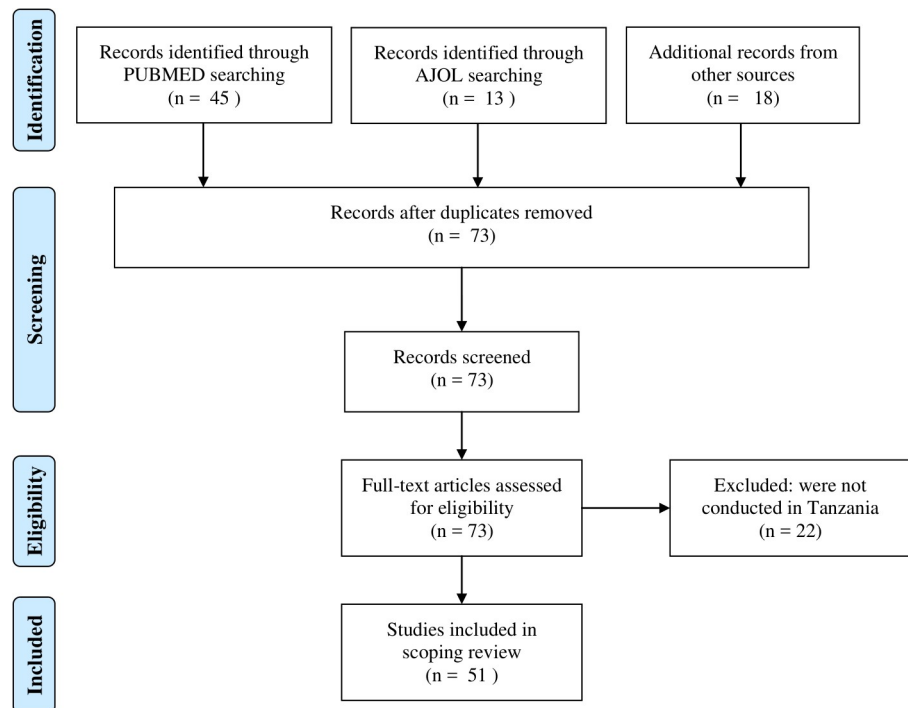 Identification
Records identified through
PUBMED searching
(n = 45 )
Records identified through
AJOL searching
(n = 13 )
Additional records from
other sources
(n = 18)
Screening
Records after duplicates removed
(n = 73)
Records screened
(n = 73)
Eligibility
Full-text articles assessed
for eligibility
(n = 73)
Excluded: were not
conducted in Tanzania
(n = 22)
Included
Studies included in
scoping review
(n = 51 )